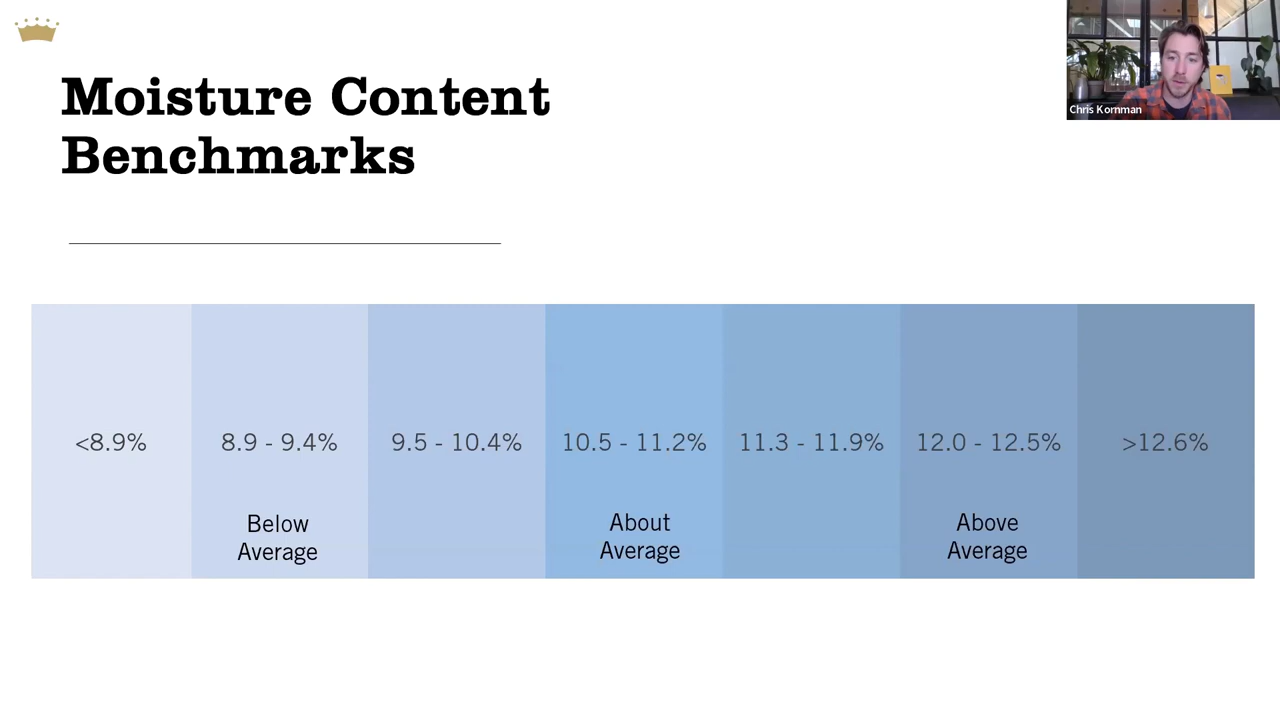 Moisture Content
Benchmarks
Chris Kornman
<8.9%
8.9 - 9.4%
9.5 - 10.4%
10.5 - 11.2%
11.3 - 11.9%
12.0 - 12.5%
>12.6%
Below
Average
About
Average
Above
Average